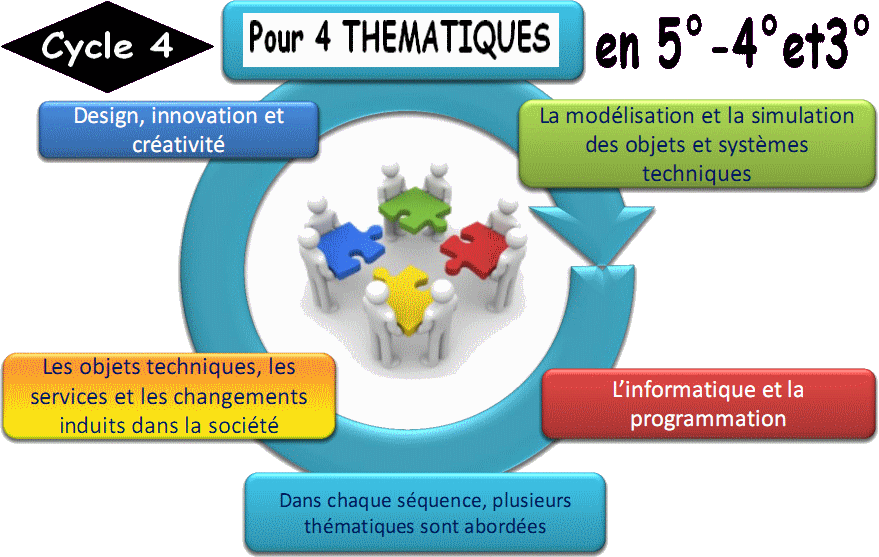 Cycle 4
Pour 4 THEMATIQUES
en 5° -4°et3°
Design, innovation et
créativité
La modélisation et la simulation
des objets et systèmes
techniques
Les objets techniques, les
services et les changements
induits dans la société
L’informatique et la
programmation
Dans chaque séquence, plusieurs
thématiques sont abordées